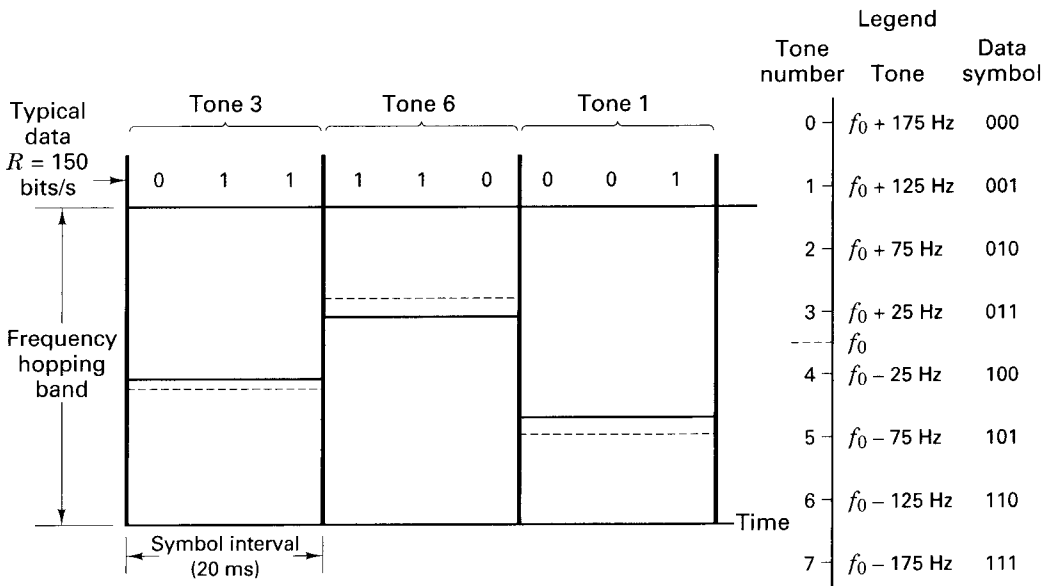 Legend
Tone number
Tone
Data symbol
Typical data R = 150 bits/s
Tone 3
Tone 6
Tone 1
0 1 1
1 1 0
0 0 1
Frequency hopping band
Symbol interval (20 ms)
Time
0 f₀ + 175 Hz 000
1 f₀ + 125 Hz 001
2 f₀ + 75 Hz 010
3 f₀ + 25 Hz 011
f₀
4 f₀ − 25 Hz 100
5 f₀ − 75 Hz 101
6 f₀ − 125 Hz 110
7 f₀ − 175 Hz 111